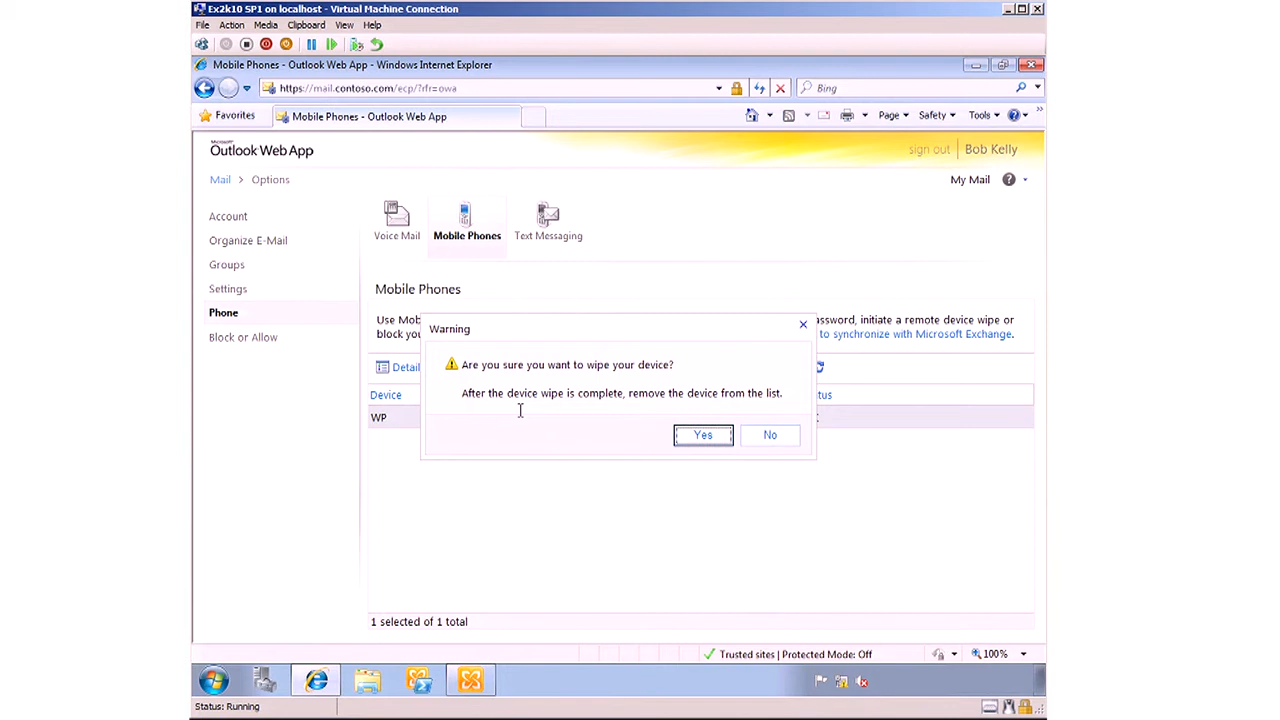 Ex2k10 SP1 on localhost - Virtual Machine Connection
File Action Media Clipboard View Help
Mobile Phones - Outlook Web App - Windows Internet Explorer
https://mail.contoso.com/ecp/?rfr=owa
Bing
Favorites
Mobile Phones - Outlook Web App
Page Safety Tools
Microsoft
Outlook Web App
sign out Bob Kelly
Mail > Options
My Mail
Account
Organize E-Mail
Groups
Settings
Phone
Block or Allow
Voice Mail
Mobile Phones
Text Messaging
Mobile Phones
Use Mob
assword, initiate a remote device wipe or
block you
to synchronize with Microsoft Exchange.
Detail
Device
tus
WP
Warning
Are you sure you want to wipe your device?
After the device wipe is complete, remove the device from the list.
Yes
No
1 selected of 1 total
Trusted sites | Protected Mode: Off
100%
Status: Running